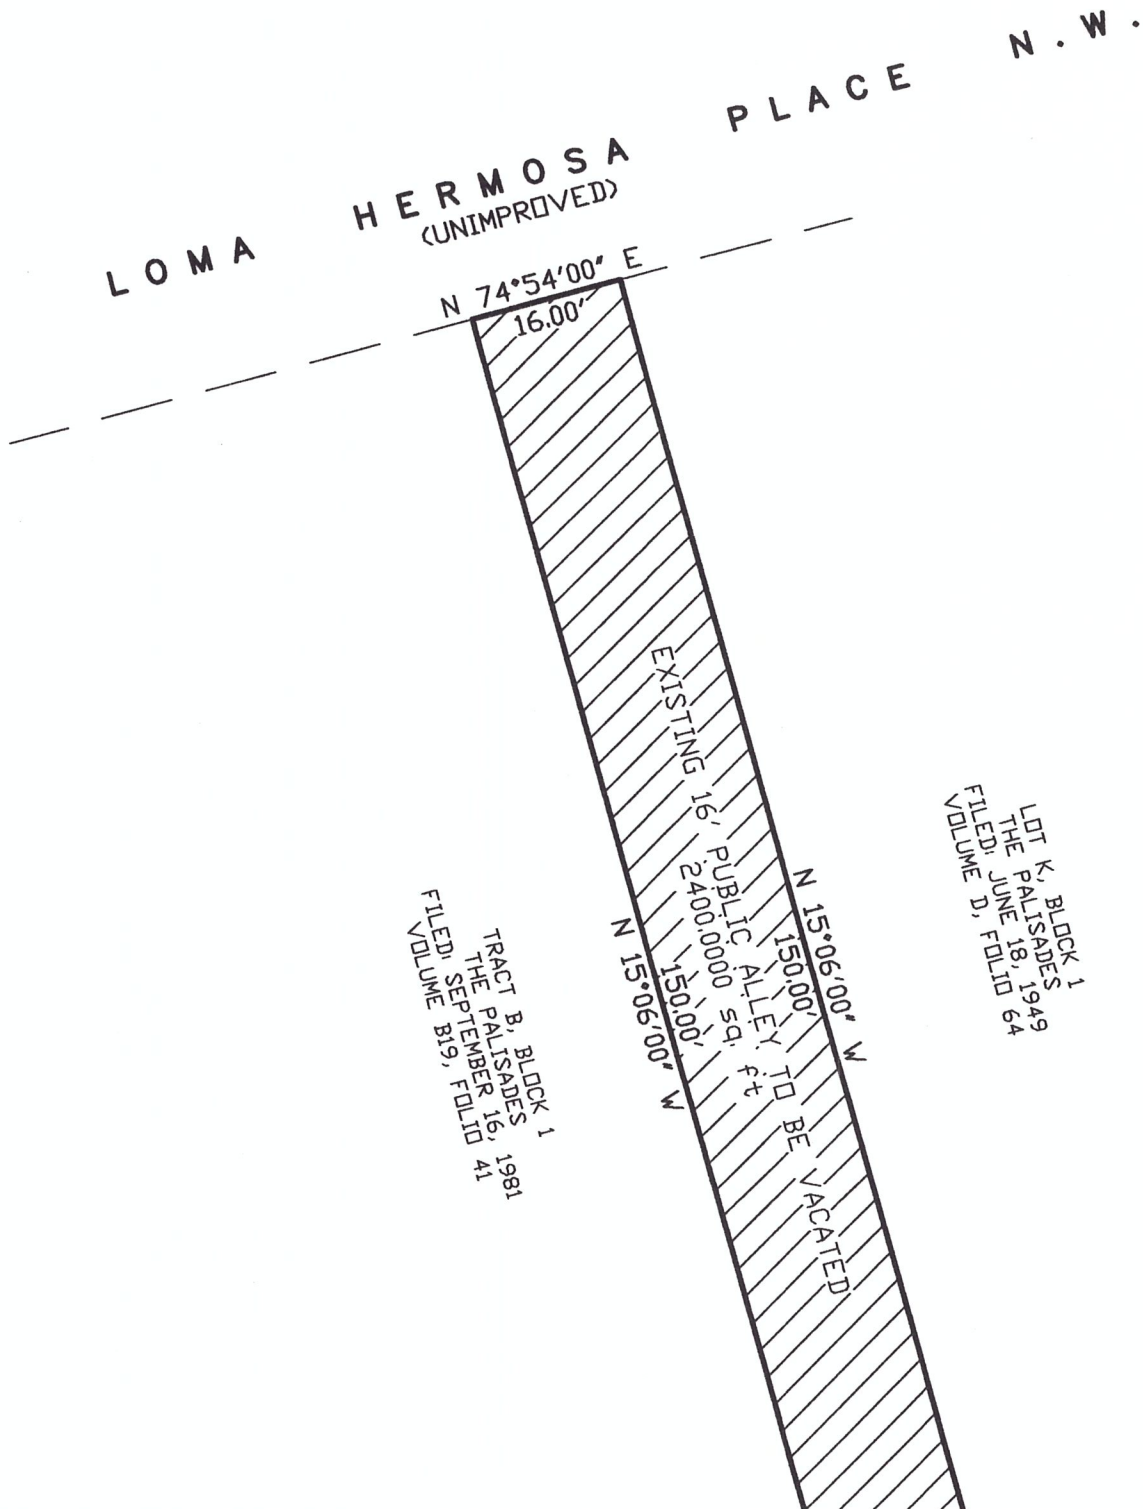 LOMA HERMOSA PLACE N.W.
(UNIMPROVED)
N 74°54'00" E
16.00'
EXISTING 16' PUBLIC ALLEY TO BE VACATED
2400.0000 sq. ft
N 15°06'00" W
150.00'
150.00'
N 15°06'00" W
LOT K, BLOCK 1
THE PALISADES
FILED: JUNE 18, 1949
VOLUME D, FOLIO 64
TRACT B, BLOCK 1
THE PALISADES
FILED: SEPTEMBER 16, 1981
VOLUME B19, FOLIO 41